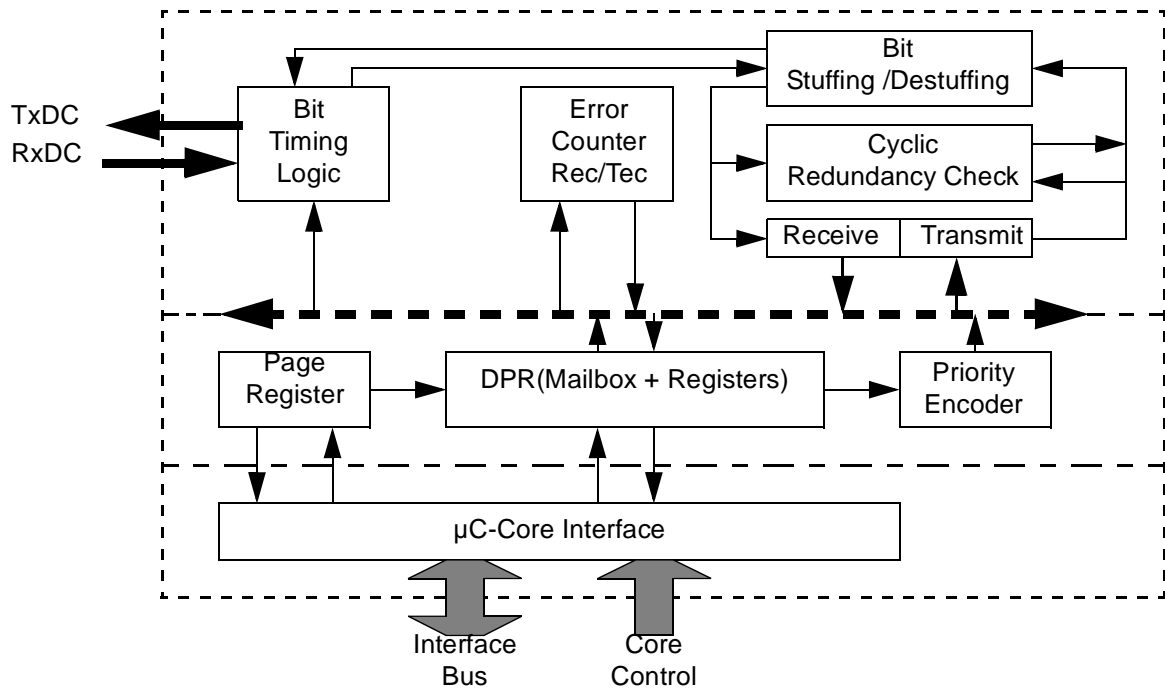 TxDC
RxDC
Bit
Timing
Logic
Error
Counter
Rec/Tec
Bit
Stuffing /Destuffing
Cyclic
Redundancy Check
Receive
Transmit
Page
Register
DPR(Mailbox + Registers)
Priority
Encoder
µC-Core Interface
Interface
Bus
Core
Control